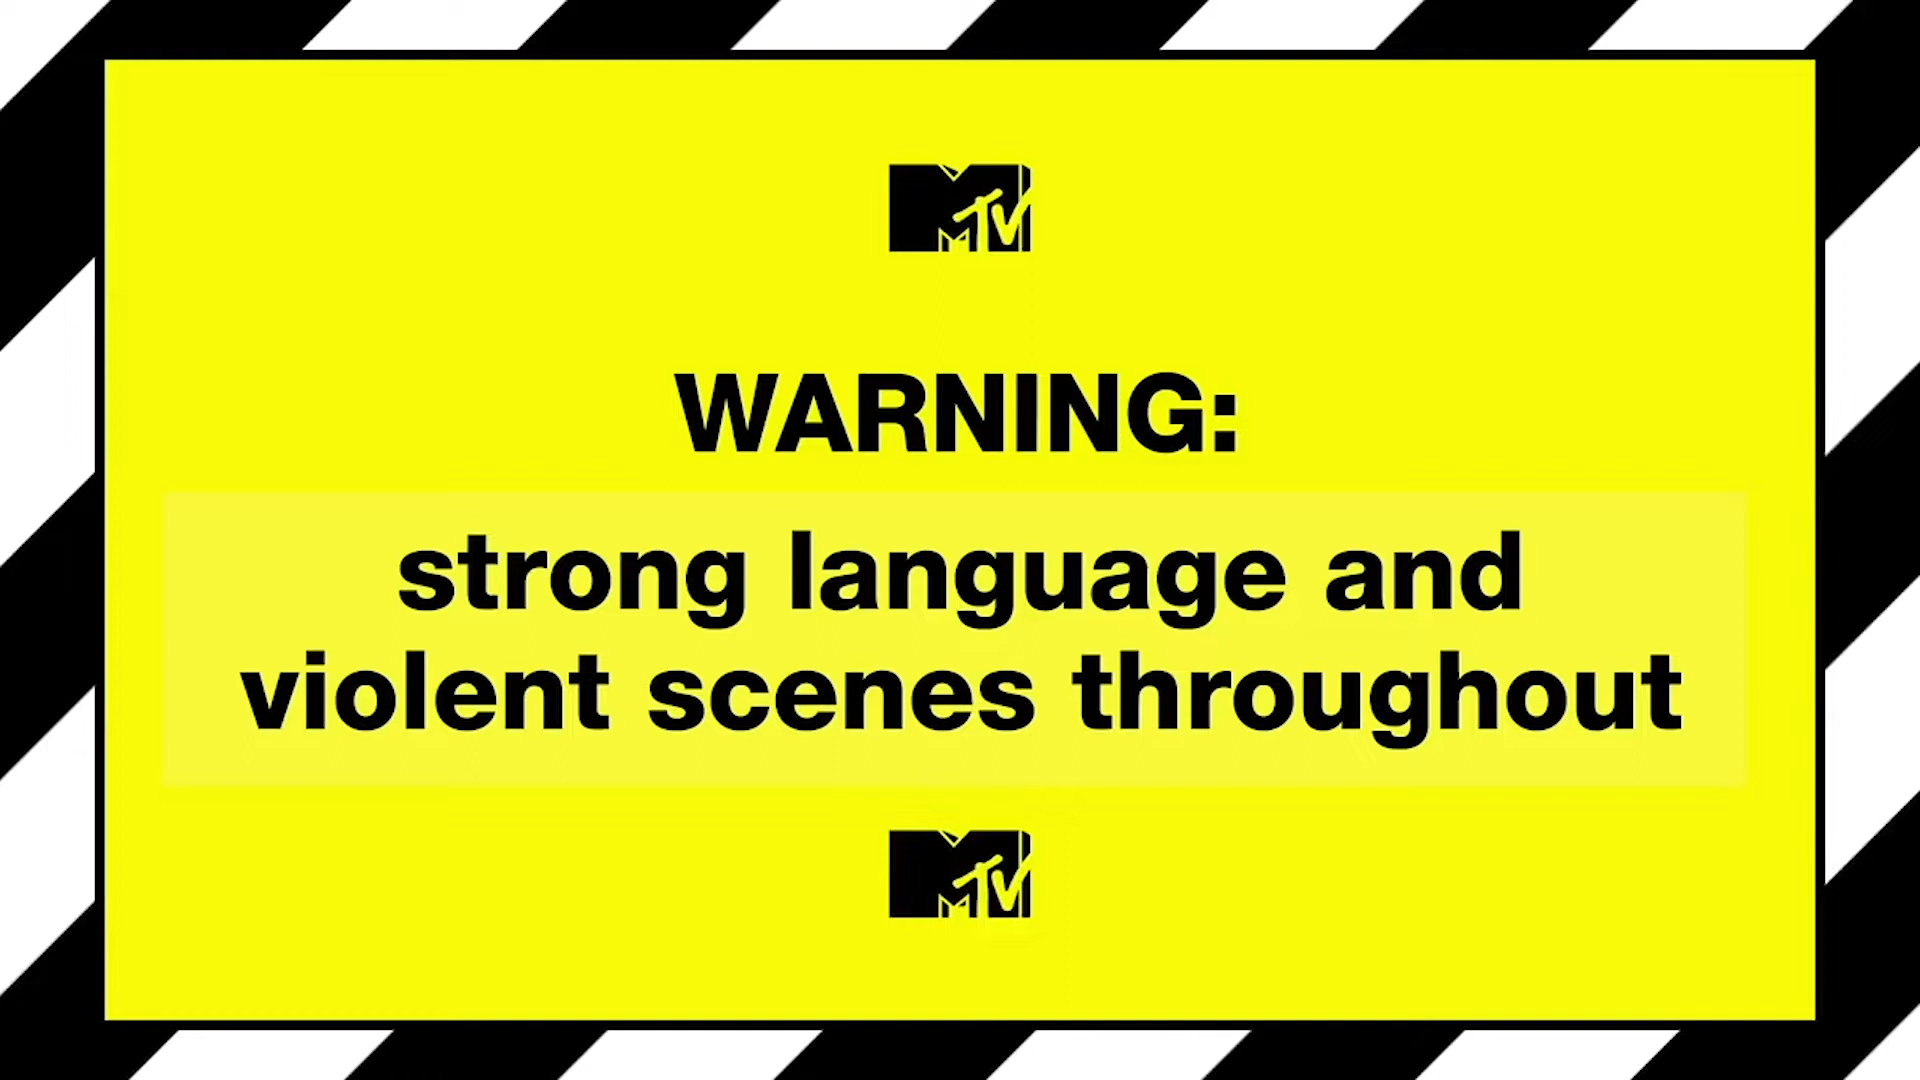 MTV
WARNING:
strong language and
violent scenes throughout
MTV